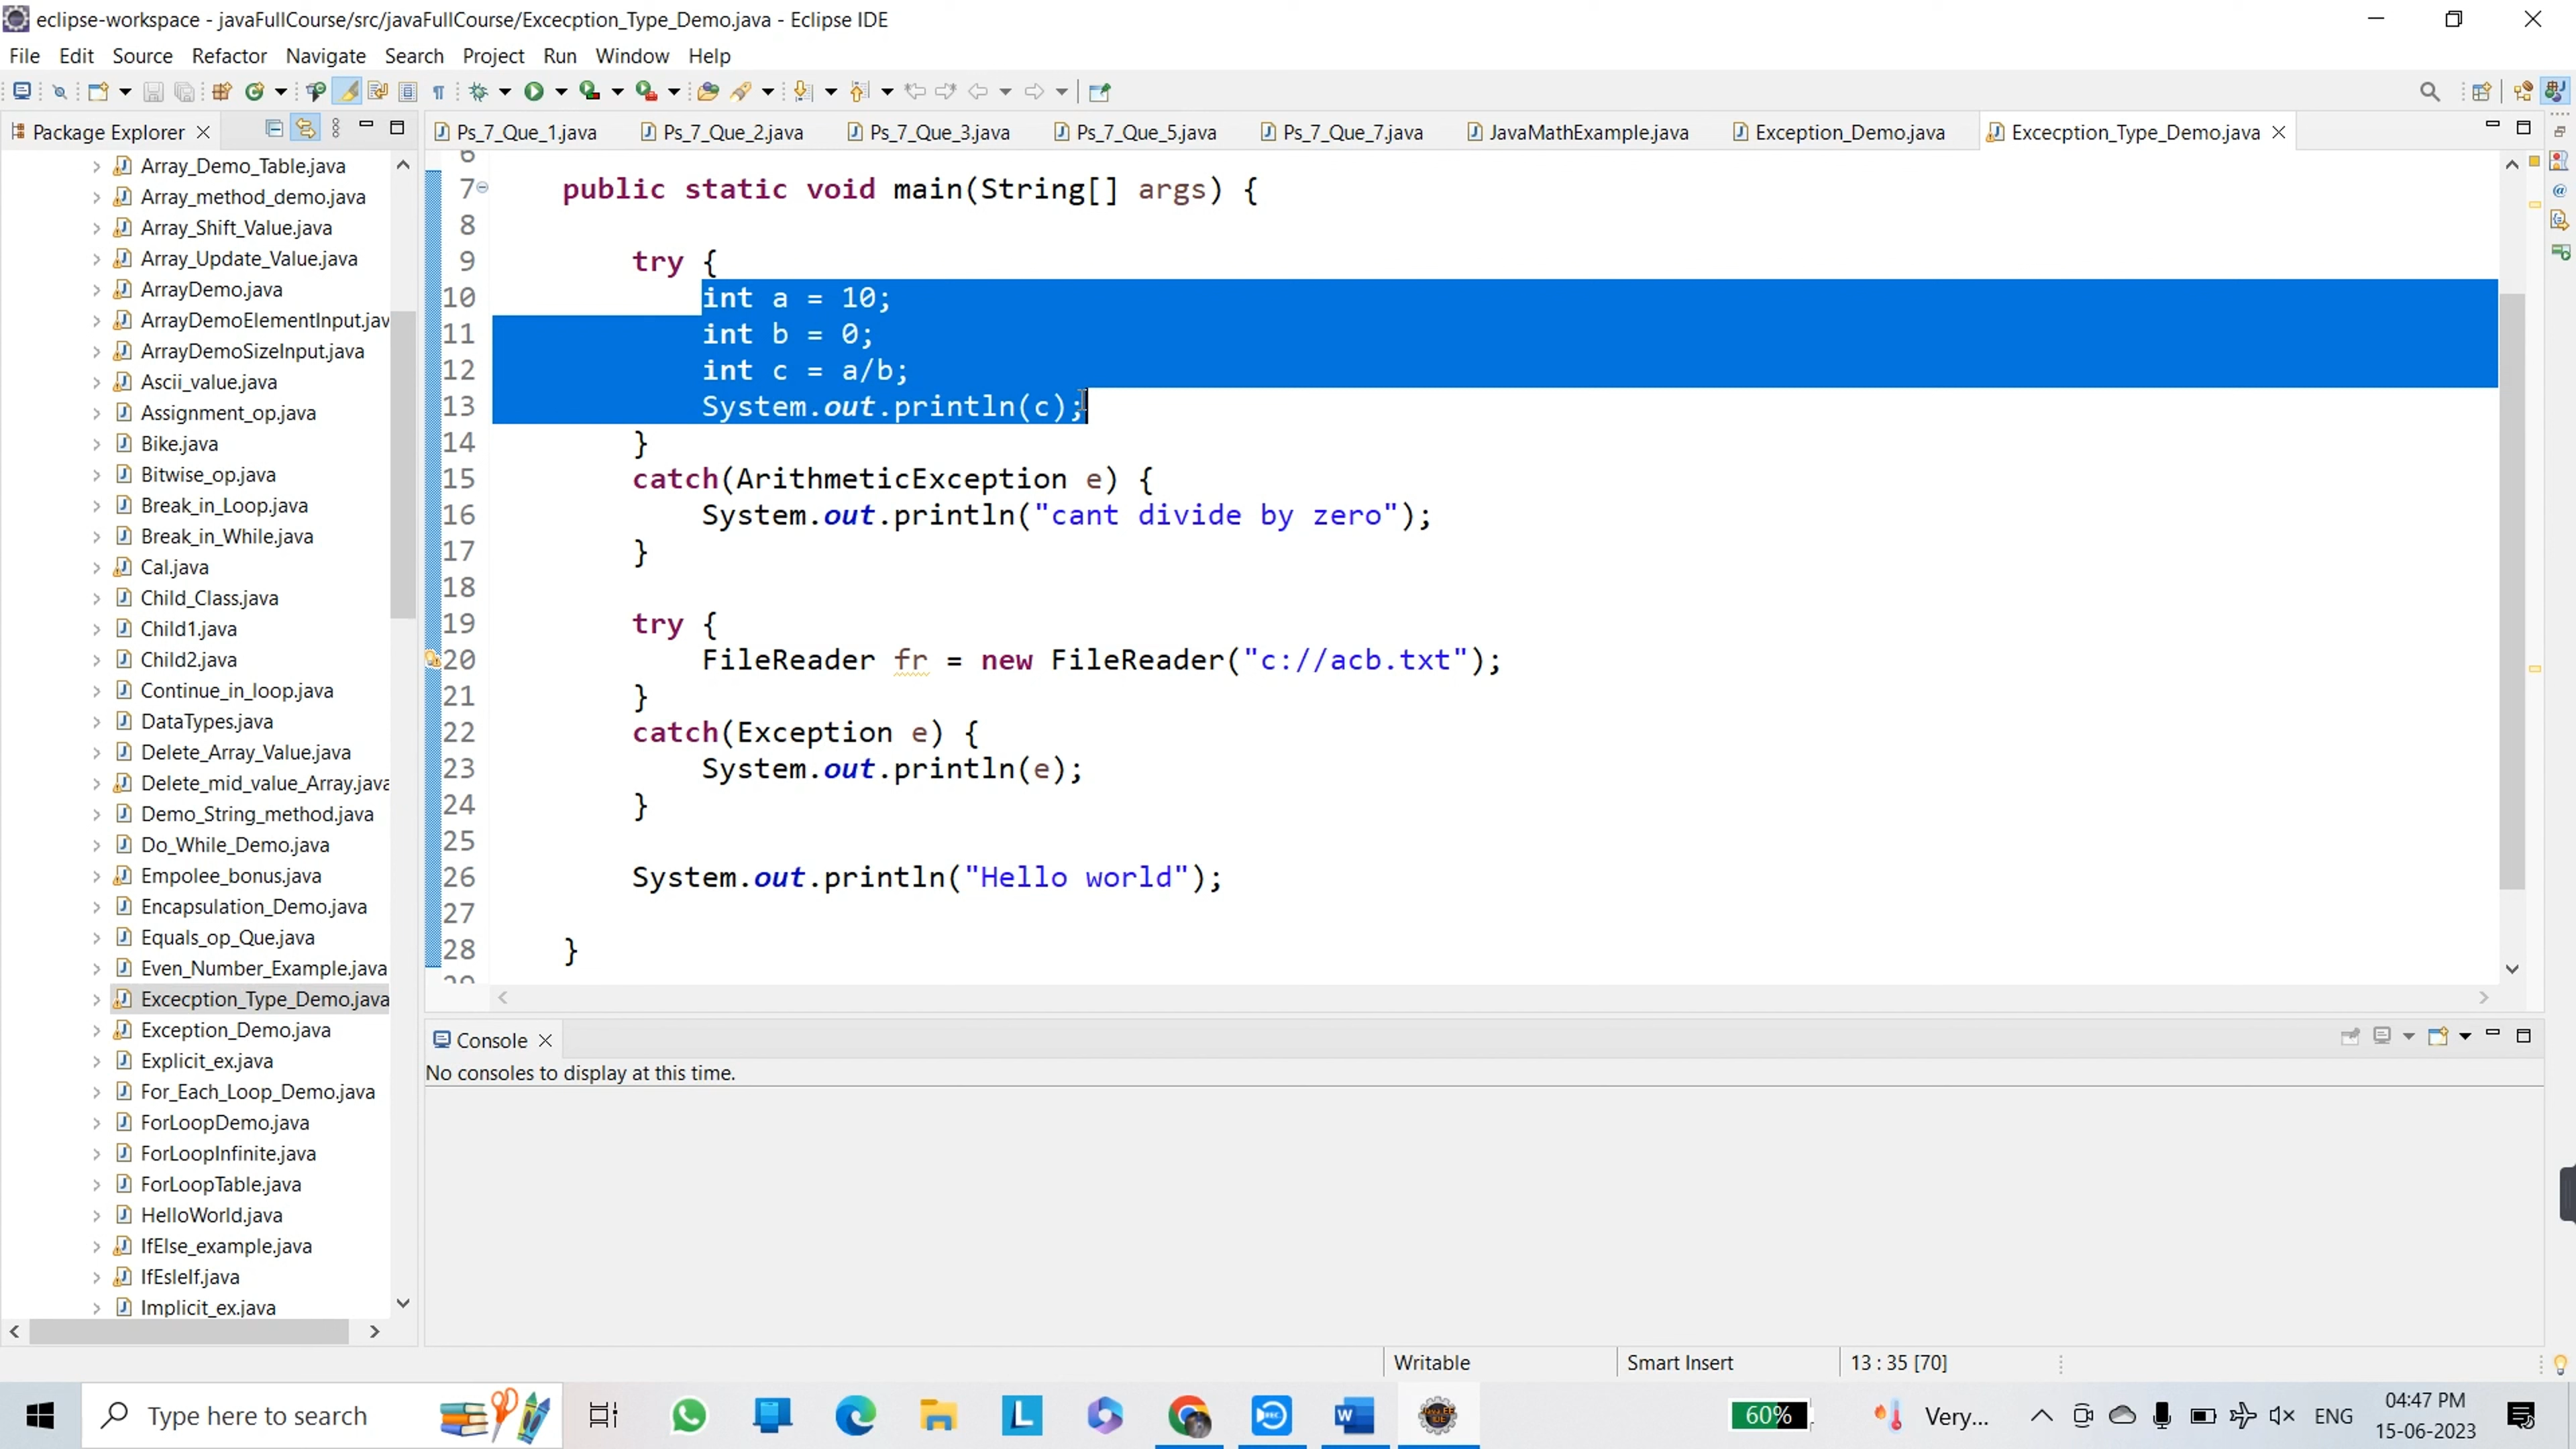 eclipse-workspace - javaFullCourse/src/javaFullCourse/Excecption_Type_Demo.java - Eclipse IDE
File Edit Source Refactor Navigate Search Project Run Window Help
Package Explorer
Ps_7_Que_1.java Ps_7_Que_2.java Ps_7_Que_3.java Ps_7_Que_5.java Ps_7_Que_7.java JavaMathExample.java Exception_Demo.java Excecption_Type_Demo.java
Array_Demo_Table.java
Array_method_demo.java
Array_Shift_Value.java
Array_Update_Value.java
ArrayDemo.java
ArrayDemoElementInput.jav
ArrayDemoSizeInput.java
Ascii_value.java
Assignment_op.java
Bike.java
Bitwise_op.java
Break_in_Loop.java
Break_in_While.java
Cal.java
Child_Class.java
Child1.java
Child2.java
Continue_in_loop.java
DataTypes.java
Delete_Array_Value.java
Delete_mid_value_Array.java
Demo_String_method.java
Do_While_Demo.java
Empolee_bonus.java
Encapsulation_Demo.java
Equals_op_Que.java
Even_Number_Example.java
Excecption_Type_Demo.java
Exception_Demo.java
Explicit_ex.java
For_Each_Loop_Demo.java
ForLoopDemo.java
ForLoopInfinite.java
ForLoopTable.java
HelloWorld.java
IfElse_example.java
IfEsleIf.java
Implicit_ex.java
6
7 public static void main(String[] args) {
8
9 try {
10 int a = 10;
11 int b = 0;
12 int c = a/b;
13 System.out.println(c);
14 }
15 catch(ArithmeticException e) {
16 System.out.println("cant divide by zero");
17 }
18
19 try {
20 FileReader fr = new FileReader("c://acb.txt");
21 }
22 catch(Exception e) {
23 System.out.println(e);
24 }
25
26 System.out.println("Hello world");
27
28 }
29
Console
No consoles to display at this time.
Writable Smart Insert 13 : 35 [70]
Type here to search
60% Very... ENG
04:47 PM
15-06-2023